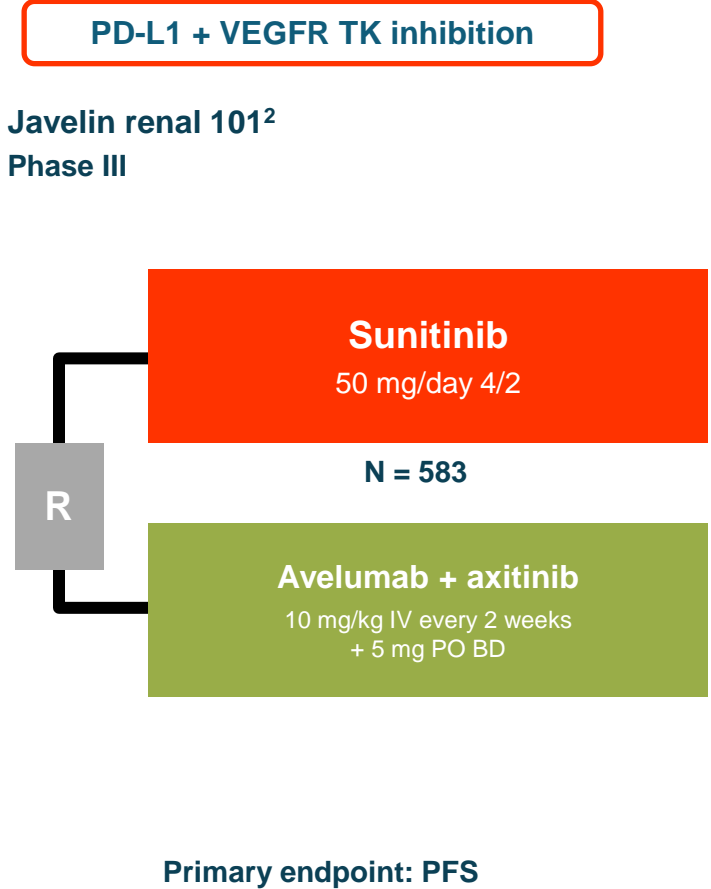 PD-L1 + VEGFR TK inhibition
Javelin renal 101²
Phase III
Sunitinib
50 mg/day 4/2
N = 583
R
Avelumab + axitinib
10 mg/kg IV every 2 weeks
+ 5 mg PO BD
Primary endpoint: PFS